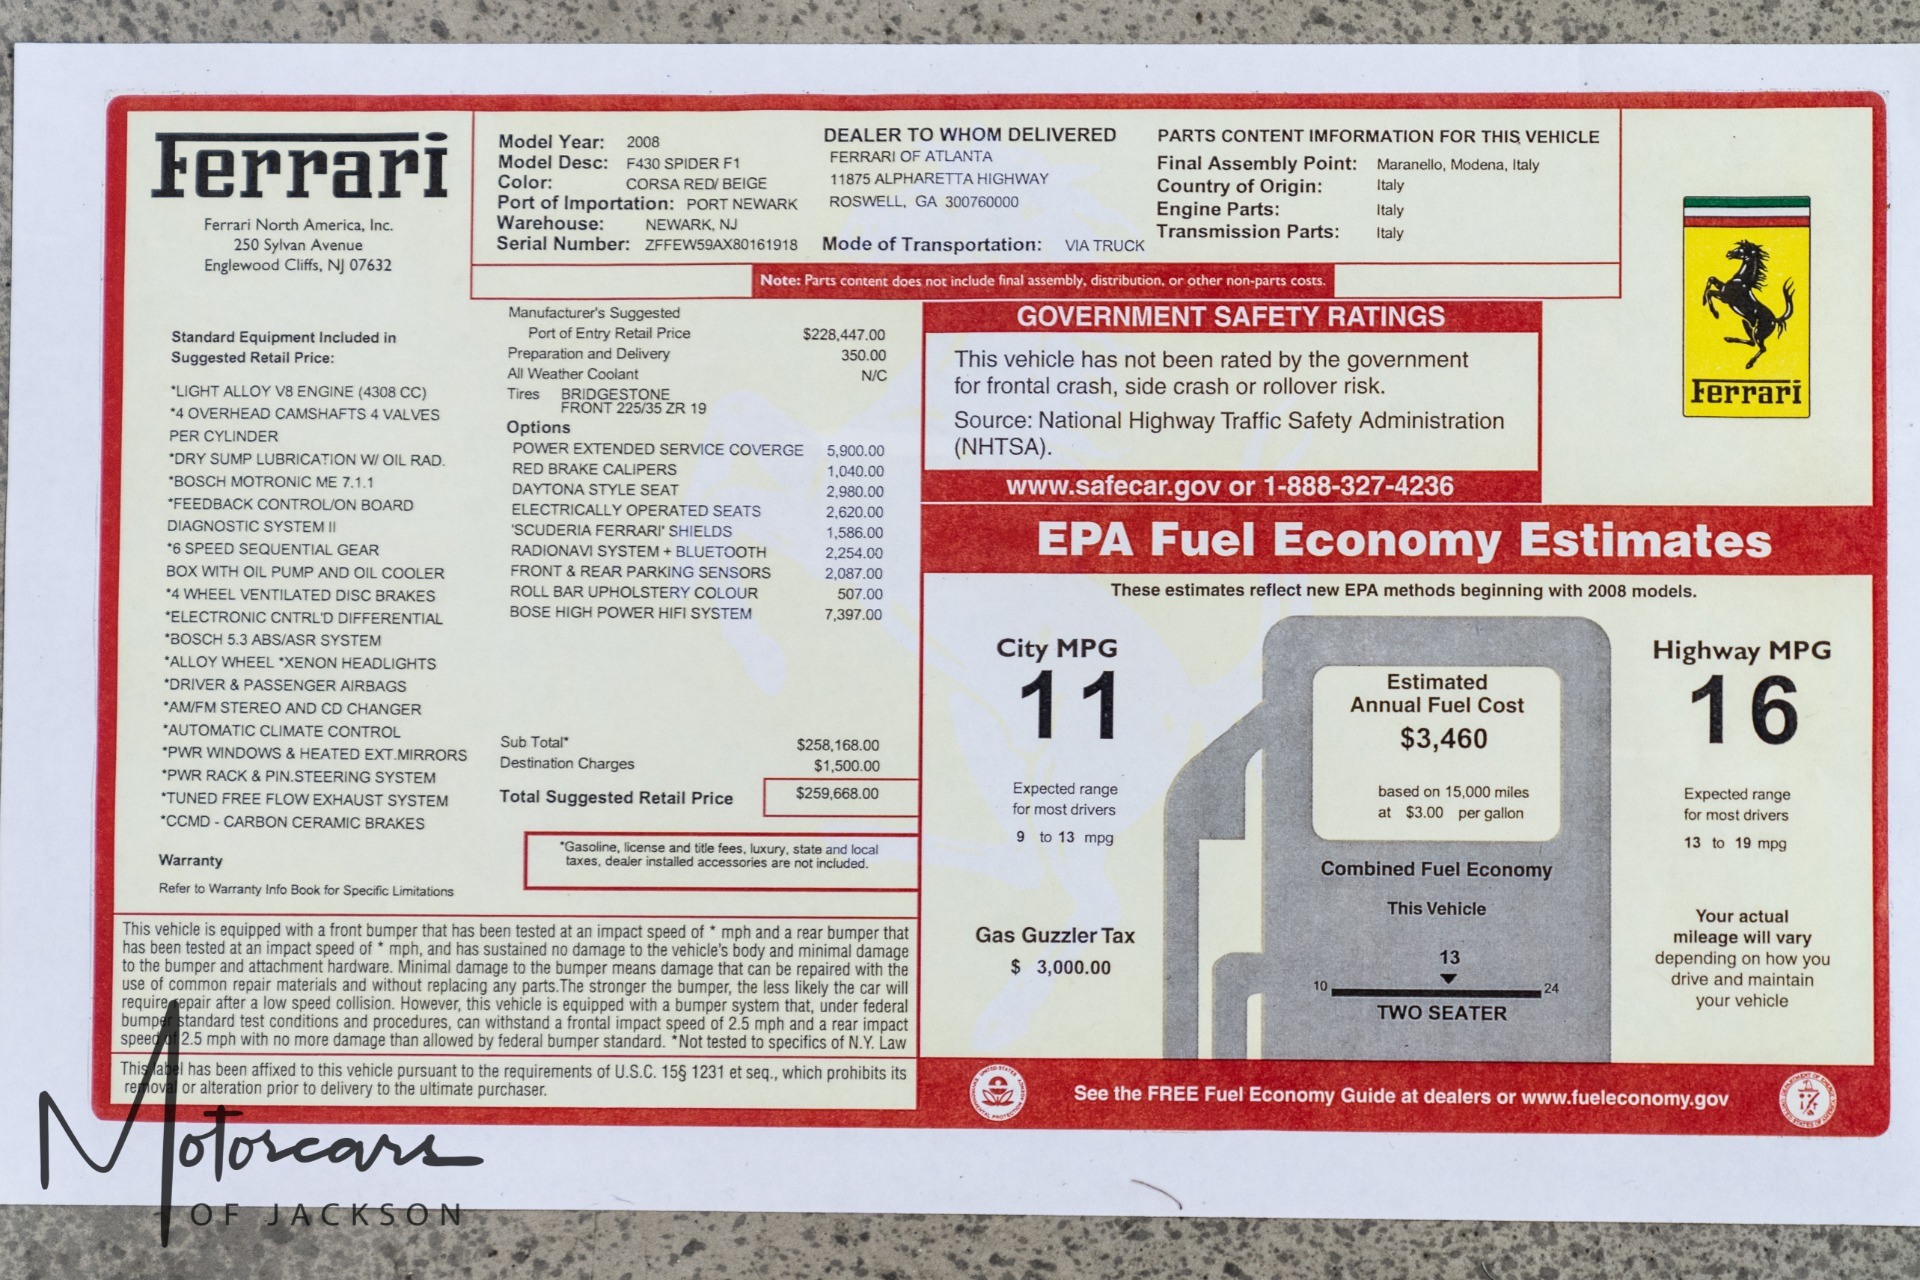 Ferrari
Ferrari North America, Inc.
250 Sylvan Avenue
Englewood Cliffs, NJ 07632
Model Year: 2008
Model Desc: F430 SPIDER F1
Color: CORSA RED/ BEIGE
Port of Importation: PORT NEWARK
Warehouse: NEWARK, NJ
Serial Number: ZFFEW59AX80161918
DEALER TO WHOM DELIVERED
FERRARI OF ATLANTA
11875 ALPHARETTA HIGHWAY
ROSWELL, GA 300760000
Mode of Transportation: VIA TRUCK
PARTS CONTENT IMFORMATION FOR THIS VEHICLE
Final Assembly Point: Maranello, Modena, Italy
Country of Origin: Italy
Engine Parts: Italy
Transmission Parts: Italy
Note: Parts content does not include final assembly, distribution, or other non-parts costs.
Ferrari
Standard Equipment Included in
Suggested Retail Price:
*LIGHT ALLOY V8 ENGINE (4308 CC)
*4 OVERHEAD CAMSHAFTS 4 VALVES
PER CYLINDER
*DRY SUMP LUBRICATION W/ OIL RAD.
*BOSCH MOTRONIC ME 7.1.1
*FEEDBACK CONTROL/ON BOARD
DIAGNOSTIC SYSTEM II
*6 SPEED SEQUENTIAL GEAR
BOX WITH OIL PUMP AND OIL COOLER
*4 WHEEL VENTILATED DISC BRAKES
*ELECTRONIC CNTRL'D DIFFERENTIAL
*BOSCH 5.3 ABS/ASR SYSTEM
*ALLOY WHEEL *XENON HEADLIGHTS
*DRIVER & PASSENGER AIRBAGS
*AM/FM STEREO AND CD CHANGER
*AUTOMATIC CLIMATE CONTROL
*PWR WINDOWS & HEATED EXT.MIRRORS
*PWR RACK & PIN.STEERING SYSTEM
*TUNED FREE FLOW EXHAUST SYSTEM
*CCMD - CARBON CERAMIC BRAKES
Warranty
Refer to Warranty Info Book for Specific Limitations
Manufacturer's Suggested
Port of Entry Retail Price $228,447.00
Preparation and Delivery 350.00
All Weather Coolant N/C
Tires BRIDGESTONE
FRONT 225/35 ZR 19
Options
POWER EXTENDED SERVICE COVERGE 5,900.00
RED BRAKE CALIPERS 1,040.00
DAYTONA STYLE SEAT 2,980.00
ELECTRICALLY OPERATED SEATS 2,620.00
'SCUDERIA FERRARI' SHIELDS 1,586.00
RADIONAVI SYSTEM + BLUETOOTH 2,254.00
FRONT & REAR PARKING SENSORS 2,087.00
ROLL BAR UPHOLSTERY COLOUR 507.00
BOSE HIGH POWER HIFI SYSTEM 7,397.00
Sub Total* $258,168.00
Destination Charges $1,500.00
Total Suggested Retail Price $259,668.00
*Gasoline, license and title fees, luxury, state and local
taxes, dealer installed accessories are not included.
This vehicle is equipped with a front bumper that has been tested at an impact speed of * mph and a rear bumper that
has been tested at an impact speed of * mph, and has sustained no damage to the vehicle's body and minimal damage
to the bumper and attachment hardware. Minimal damage to the bumper means damage that can be repaired with the
use of common repair materials and without replacing any parts.The stronger the bumper, the less likely the car will
require repair after a low speed collision. However, this vehicle is equipped with a bumper system that, under federal
bumper standard test conditions and procedures, can withstand a frontal impact speed of 2.5 mph and a rear impact
speed of 2.5 mph with no more damage than allowed by federal bumper standard. *Not tested to specifics of N.Y. Law
This label has been affixed to this vehicle pursuant to the requirements of U.S.C. 15§ 1231 et seq., which prohibits its
removal or alteration prior to delivery to the ultimate purchaser.
GOVERNMENT SAFETY RATINGS
This vehicle has not been rated by the government
for frontal crash, side crash or rollover risk.
Source: National Highway Traffic Safety Administration
(NHTSA).
www.safecar.gov or 1-888-327-4236
EPA Fuel Economy Estimates
These estimates reflect new EPA methods beginning with 2008 models.
City MPG
11
Expected range
for most drivers
9 to 13 mpg
Gas Guzzler Tax
$ 3,000.00
Estimated
Annual Fuel Cost
$3,460
based on 15,000 miles
at $3.00 per gallon
Combined Fuel Economy
This Vehicle
13
10 24
TWO SEATER
Highway MPG
16
Expected range
for most drivers
13 to 19 mpg
Your actual
mileage will vary
depending on how you
drive and maintain
your vehicle
See the FREE Fuel Economy Guide at dealers or www.fueleconomy.gov
Motorcars
OF JACKSON